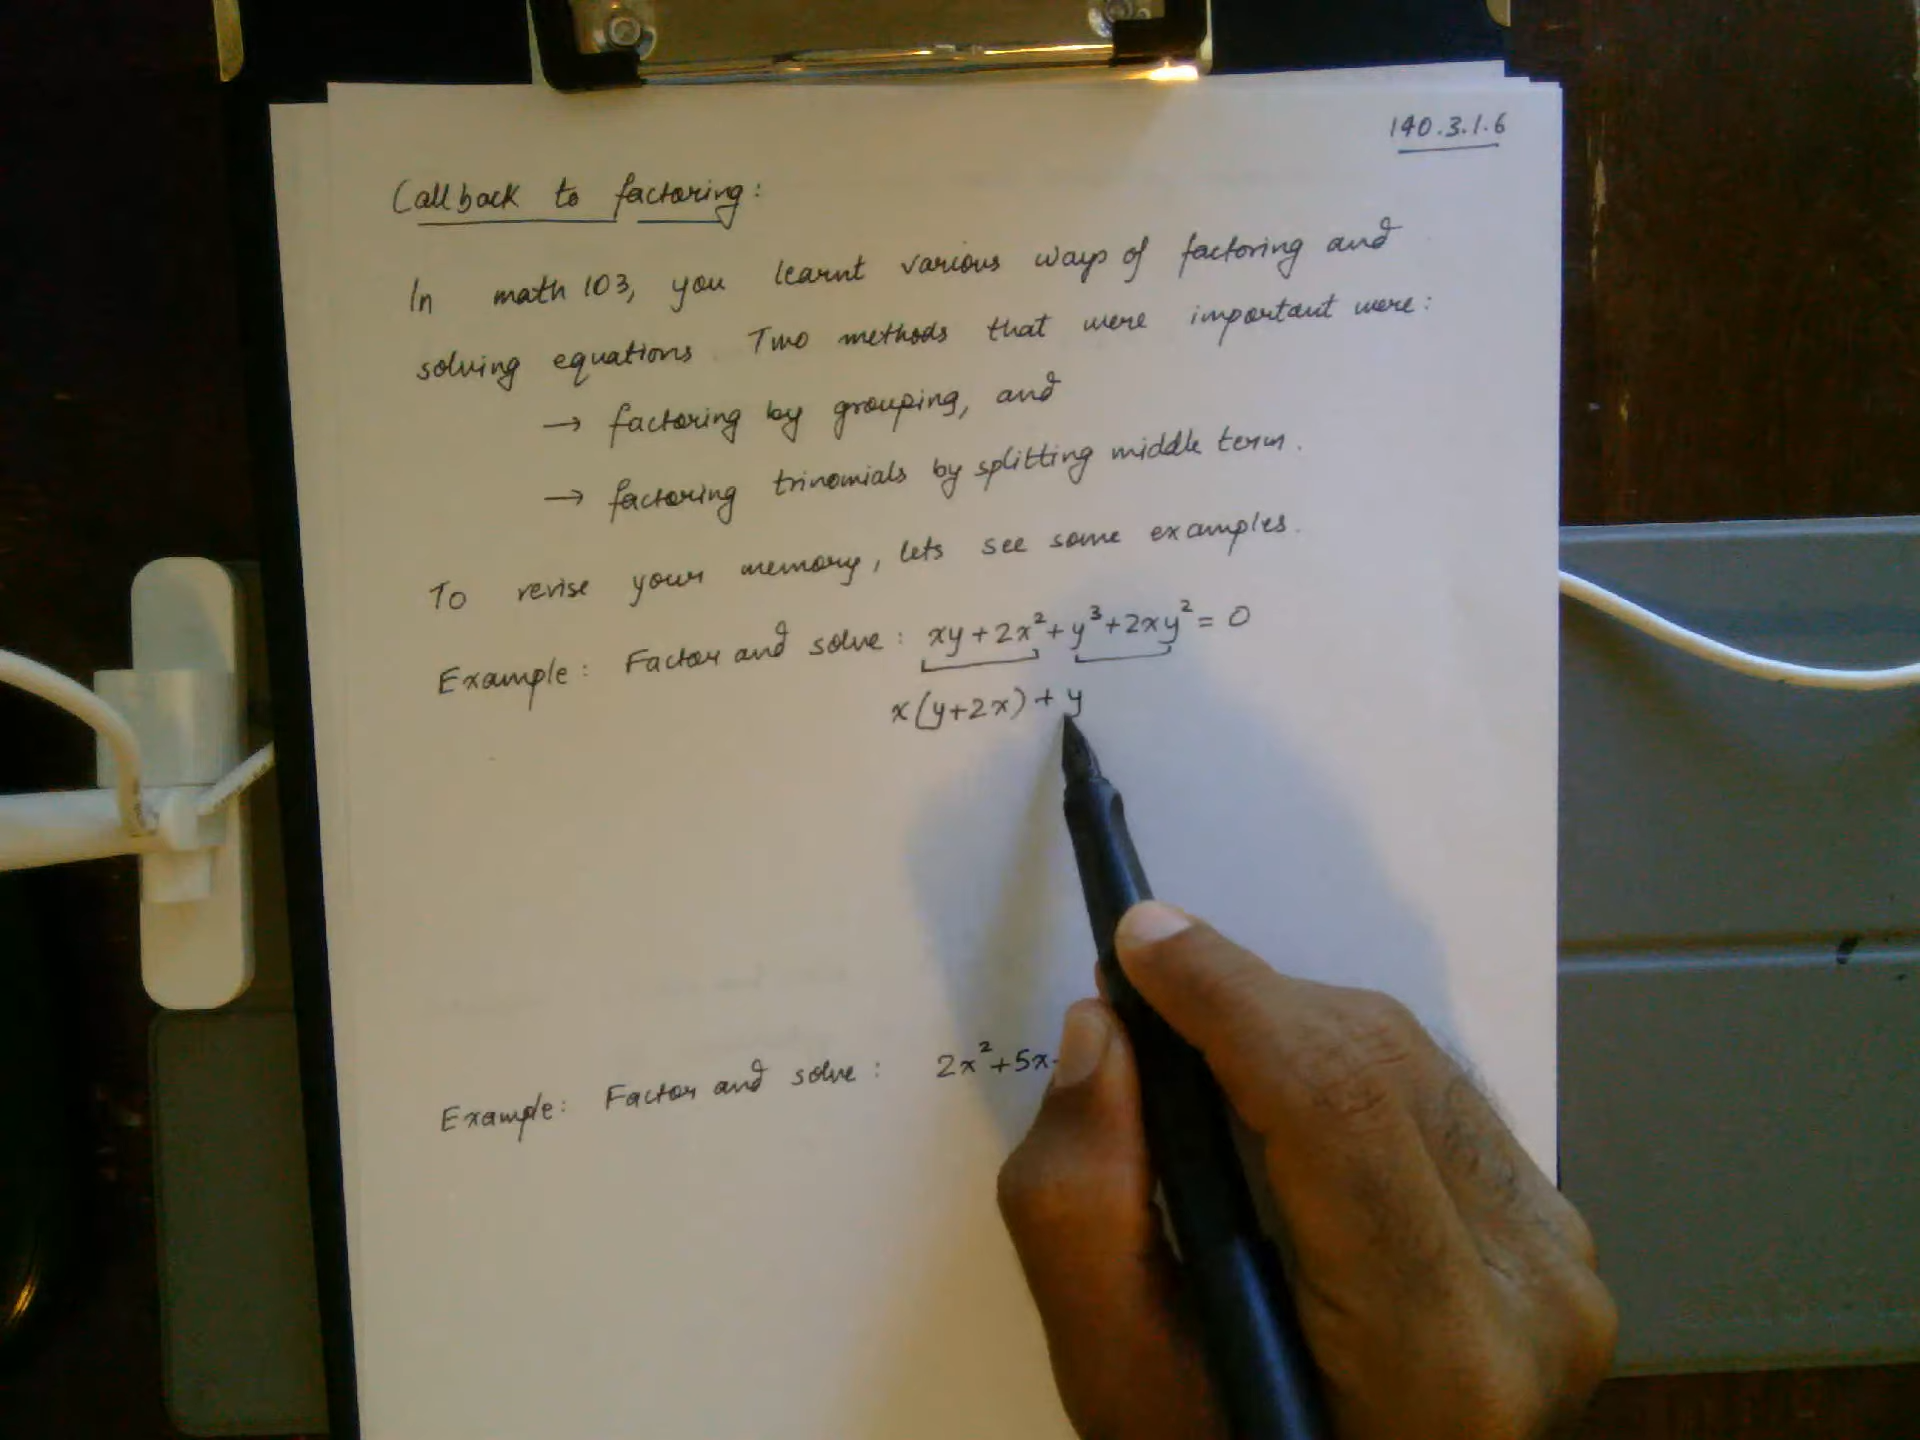 140.3.1.6
Callback to factoring:
In math 103, you learnt various ways of factoring and
solving equations. Two methods that were important were:
→ factoring by grouping, and
→ factoring trinomials by splitting middle term.
To revise your memory, lets see some examples.
Example: Factor and solve: xy+2x²+y³+2xy²=0
x(y+2x)+y
Example: Factor and solve: 2x²+5x